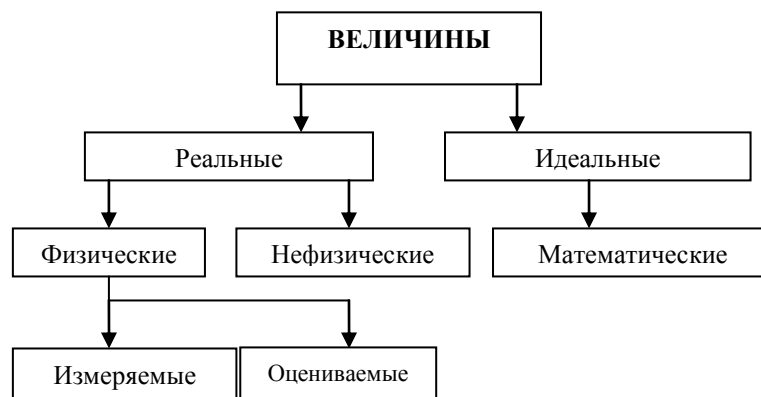 ВЕЛИЧИНЫ
Реальные
Идеальные
Физические
Нефизические
Математические
Измеряемые
Оцениваемые